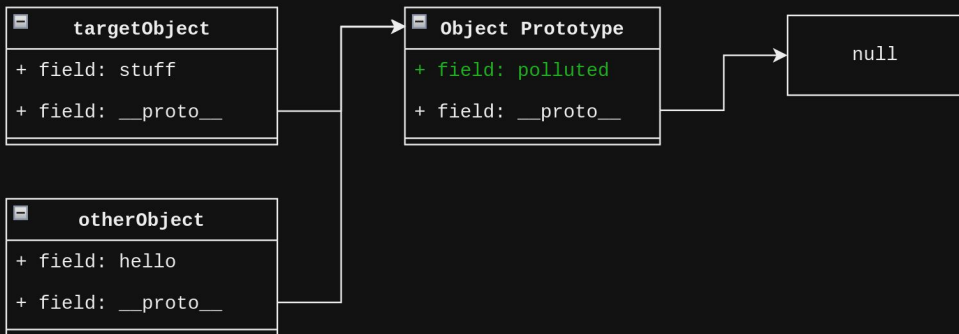 targetObject
+ field: stuff
+ field: __proto__
Object Prototype
+ field: polluted
+ field: __proto__
null
otherObject
+ field: hello
+ field: __proto__